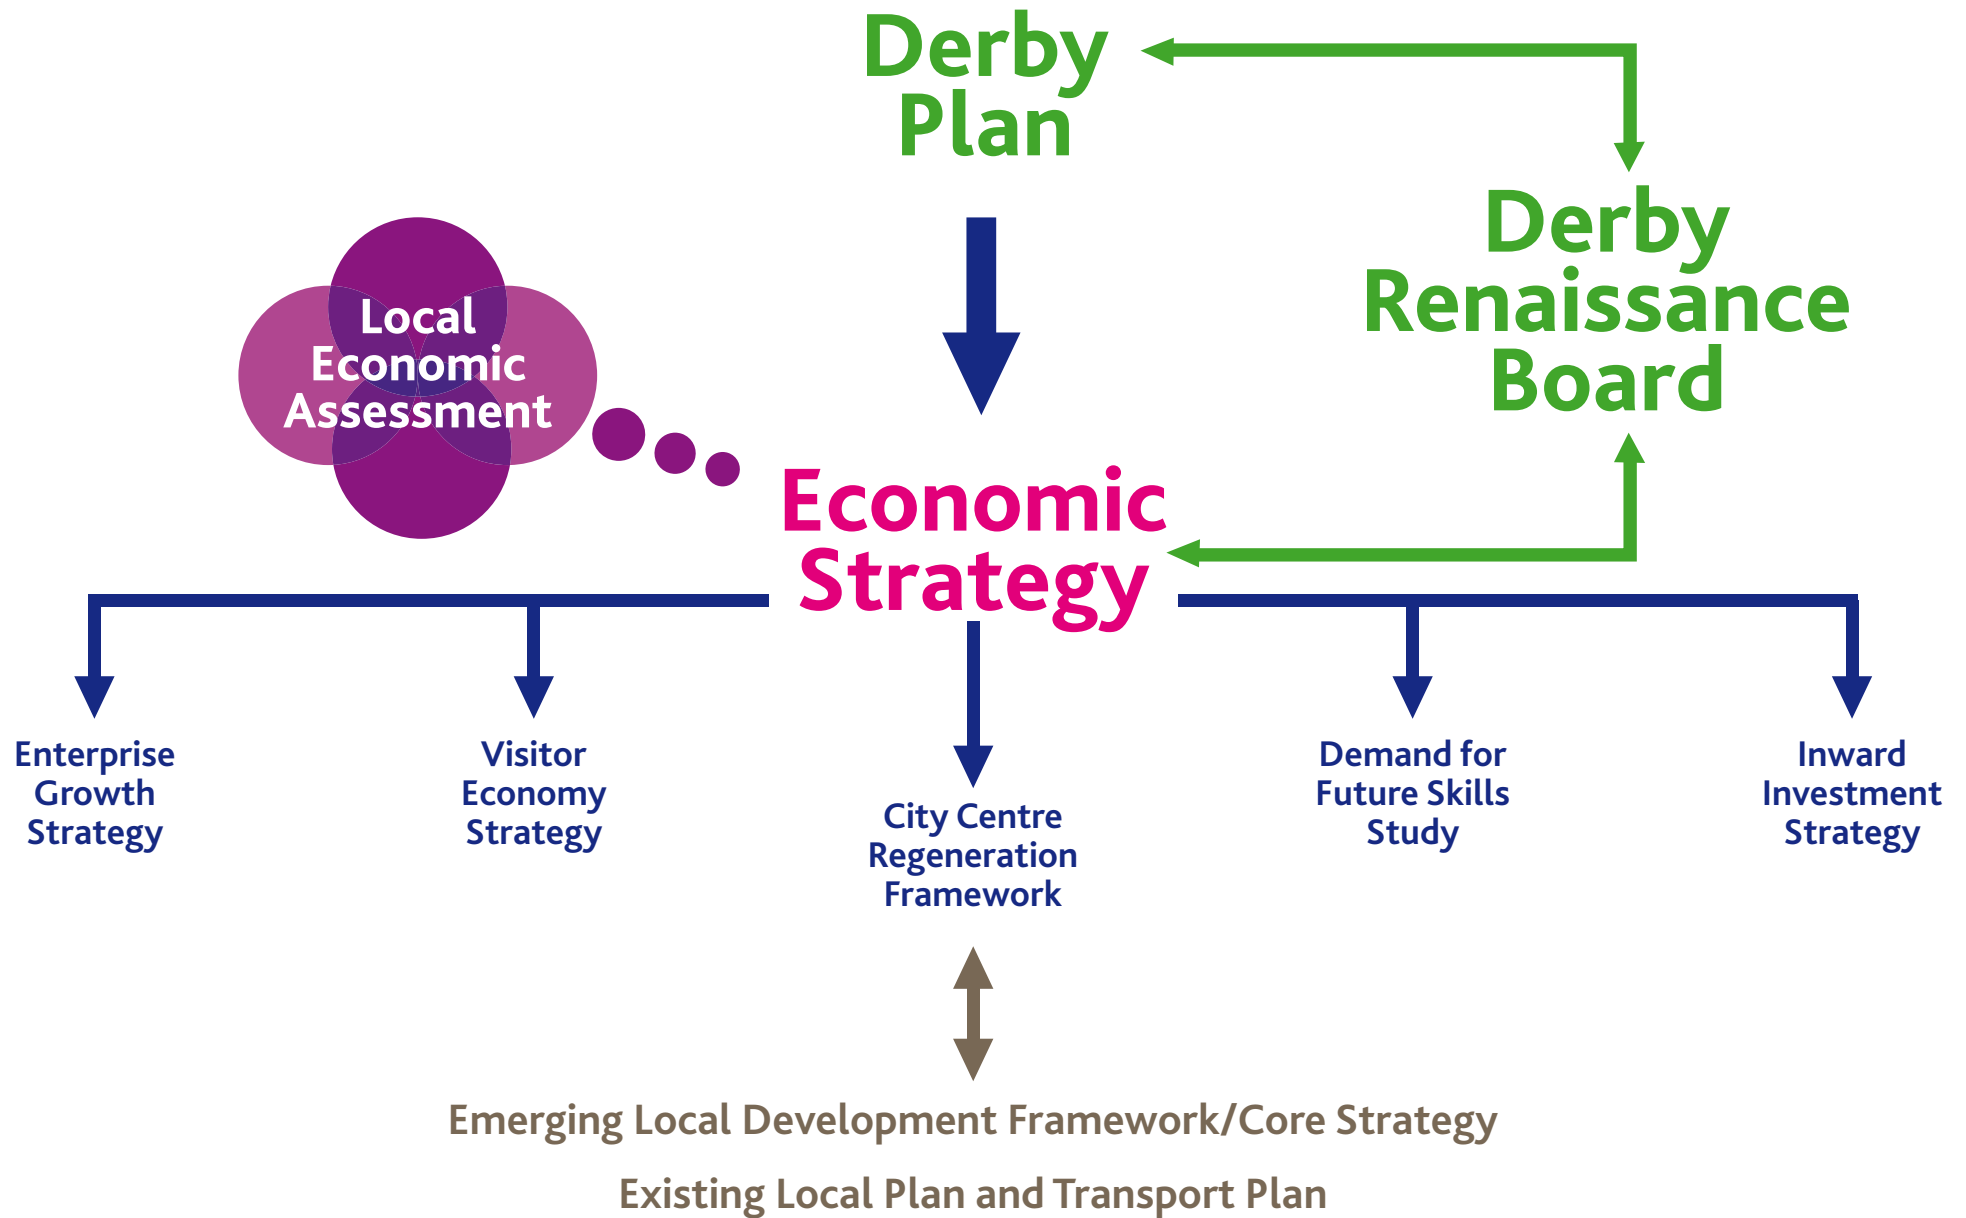 Derby
Plan
Derby
Renaissance
Board
Local
Economic
Assessment
Economic
Strategy
Enterprise
Growth
Strategy
Visitor
Economy
Strategy
City Centre
Regeneration
Framework
Demand for
Future Skills
Study
Inward
Investment
Strategy
Emerging Local Development Framework/Core Strategy
Existing Local Plan and Transport Plan